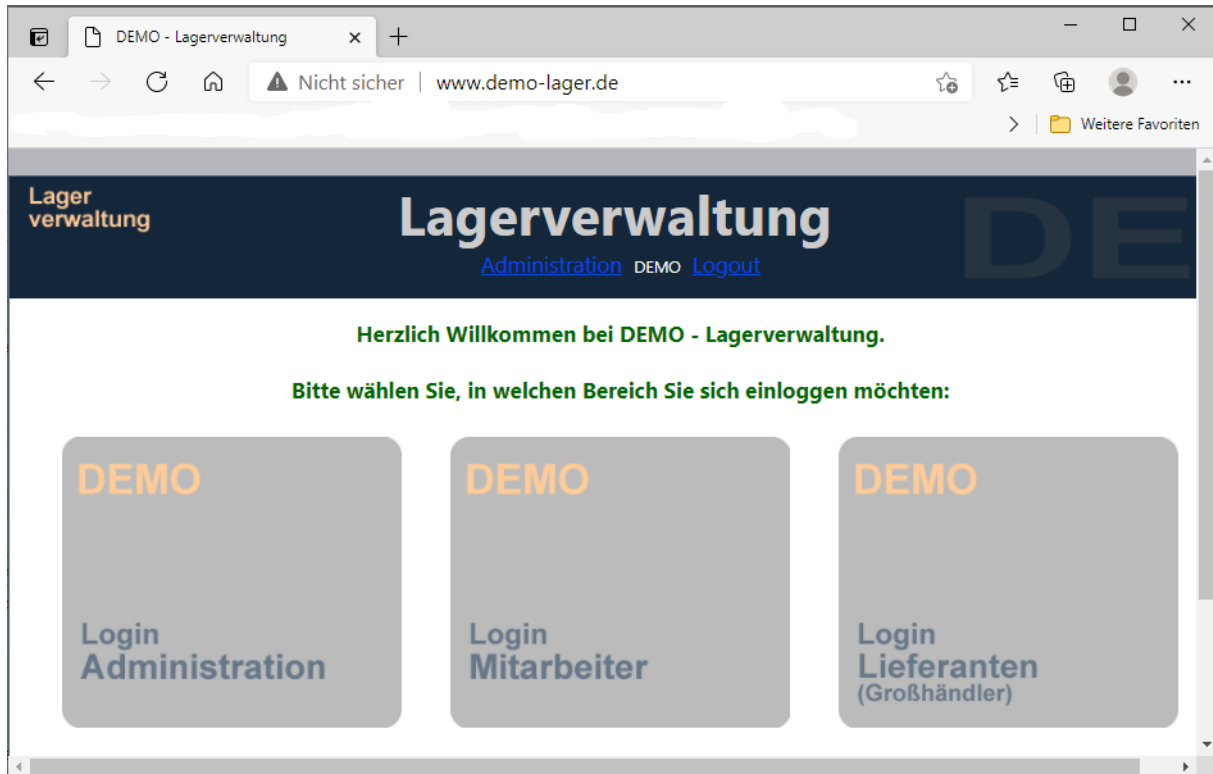 DEMO - Lagerverwaltung
Nicht sicher | www.demo-lager.de
Weitere Favoriten
Lager
verwaltung
Lagerverwaltung
DE
Administration DEMO Logout
Herzlich Willkommen bei DEMO - Lagerverwaltung.
Bitte wählen Sie, in welchen Bereich Sie sich einloggen möchten:
DEMO
Login
Administration
DEMO
Login
Mitarbeiter
DEMO
Login
Lieferanten
(Großhändler)